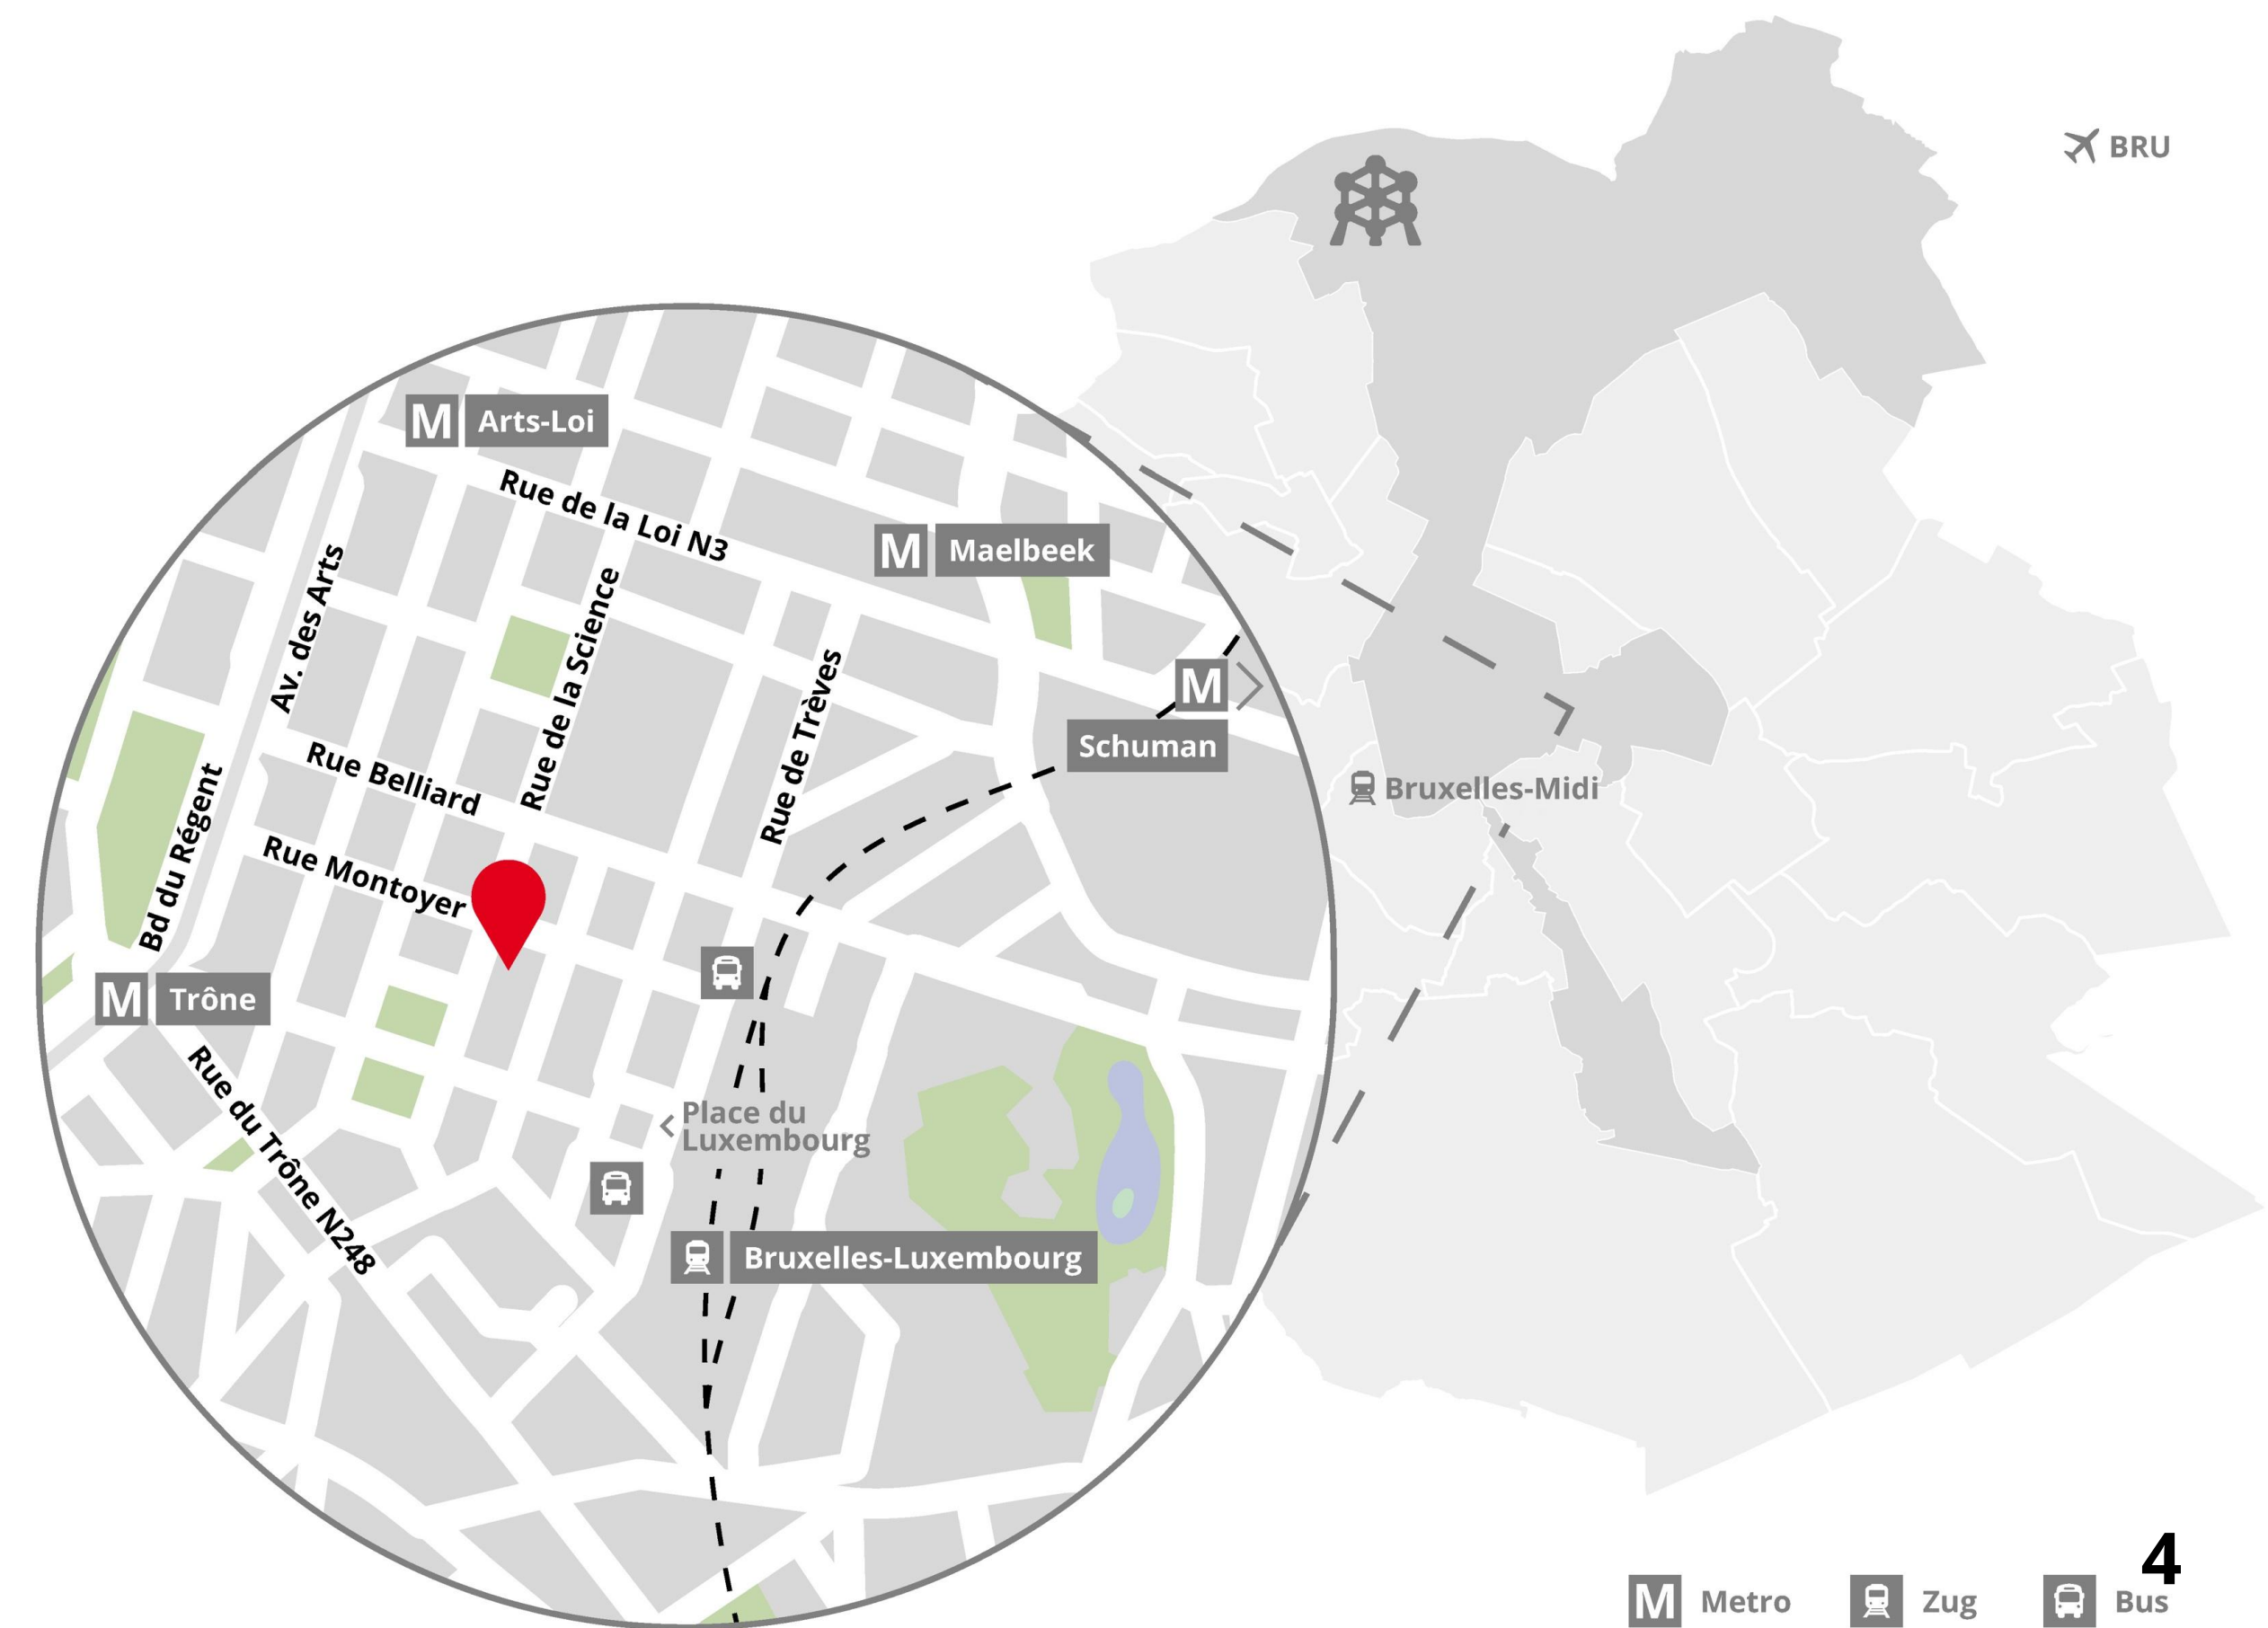 BRU
M Arts-Loi
Rue de la Loi N3
M Maelbeek
Av. des Arts
Rue de la Science
Rue de Trèves
M
Schuman
Rue Belliard
Bd du Régent
Bruxelles-Midi
Rue Montoyer
M Trône
Rue du Trône N248
Place du
Luxembourg
Bruxelles-Luxembourg
4
M Metro
Zug
Bus